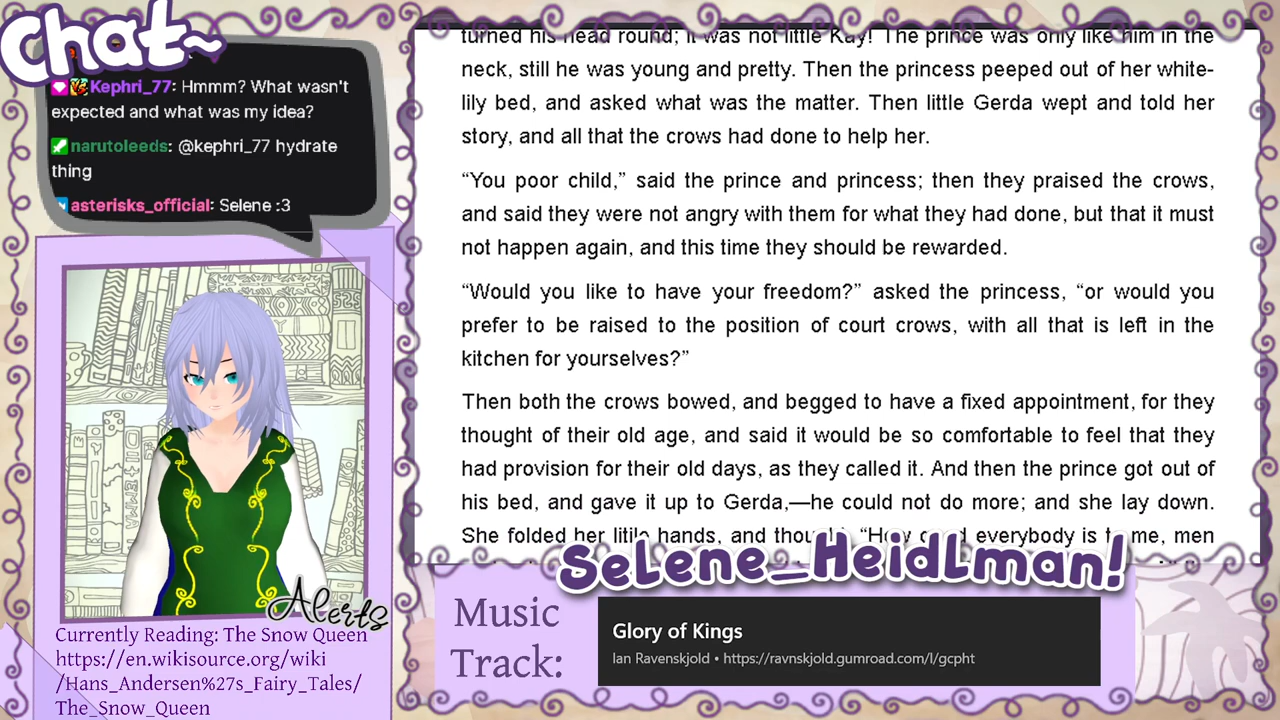 Chat~
Kephri_77: Hmmm? What wasn't
expected and what was my idea?
narutoleeds: @kephri_77 hydrate
thing
asterisks_official: Selene :3
turned his head round; it was not little Kay! The prince was only like him in the
neck, still he was young and pretty. Then the princess peeped out of her white-
lily bed, and asked what was the matter. Then little Gerda wept and told her
story, and all that the crows had done to help her.
“You poor child,” said the prince and princess; then they praised the crows,
and said they were not angry with them for what they had done, but that it must
not happen again, and this time they should be rewarded.
“Would you like to have your freedom?” asked the princess, “or would you
prefer to be raised to the position of court crows, with all that is left in the
kitchen for yourselves?”
Then both the crows bowed, and begged to have a fixed appointment, for they
thought of their old age, and said it would be so comfortable to feel that they
had provision for their old days, as they called it. And then the prince got out of
his bed, and gave it up to Gerda,—he could not do more; and she lay down.
She folded her little hands, and everybody is to me, men
Selene_Heidlman!
Alerts
Currently Reading: The Snow Queen
https://en.wikisource.org/wiki
/Hans_Andersen%27s_Fairy_Tales/
The_Snow_Queen
Music
Track:
Glory of Kings
Ian Ravenskjold • https://ravnskjold.gumroad.com/l/gcpht